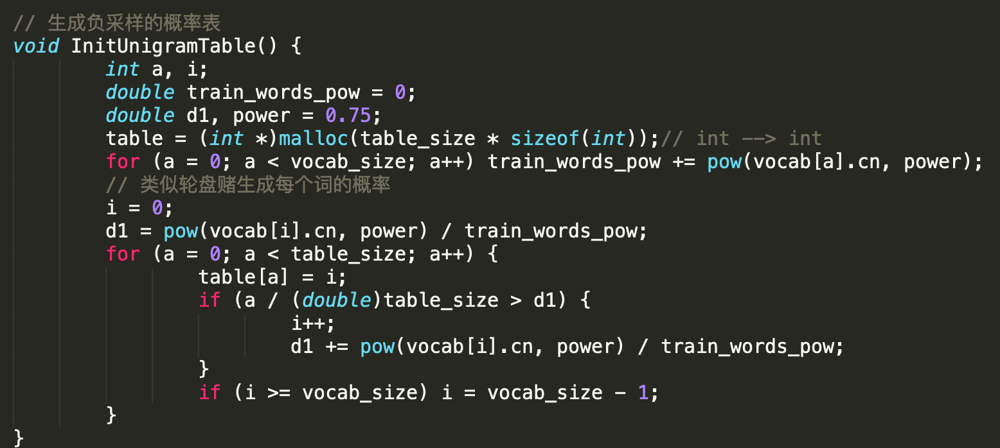 // 生成负采样的概率表
void InitUnigramTable() {
int a, i;
double train_words_pow = 0;
double d1, power = 0.75;
table = (int *)malloc(table_size * sizeof(int));// int --> int
for (a = 0; a < vocab_size; a++) train_words_pow += pow(vocab[a].cn, power);
// 类似轮盘赌生成每个词的概率
i = 0;
d1 = pow(vocab[i].cn, power) / train_words_pow;
for (a = 0; a < table_size; a++) {
table[a] = i;
if (a / (double)table_size > d1) {
i++;
d1 += pow(vocab[i].cn, power) / train_words_pow;
}
if (i >= vocab_size) i = vocab_size - 1;
}
}